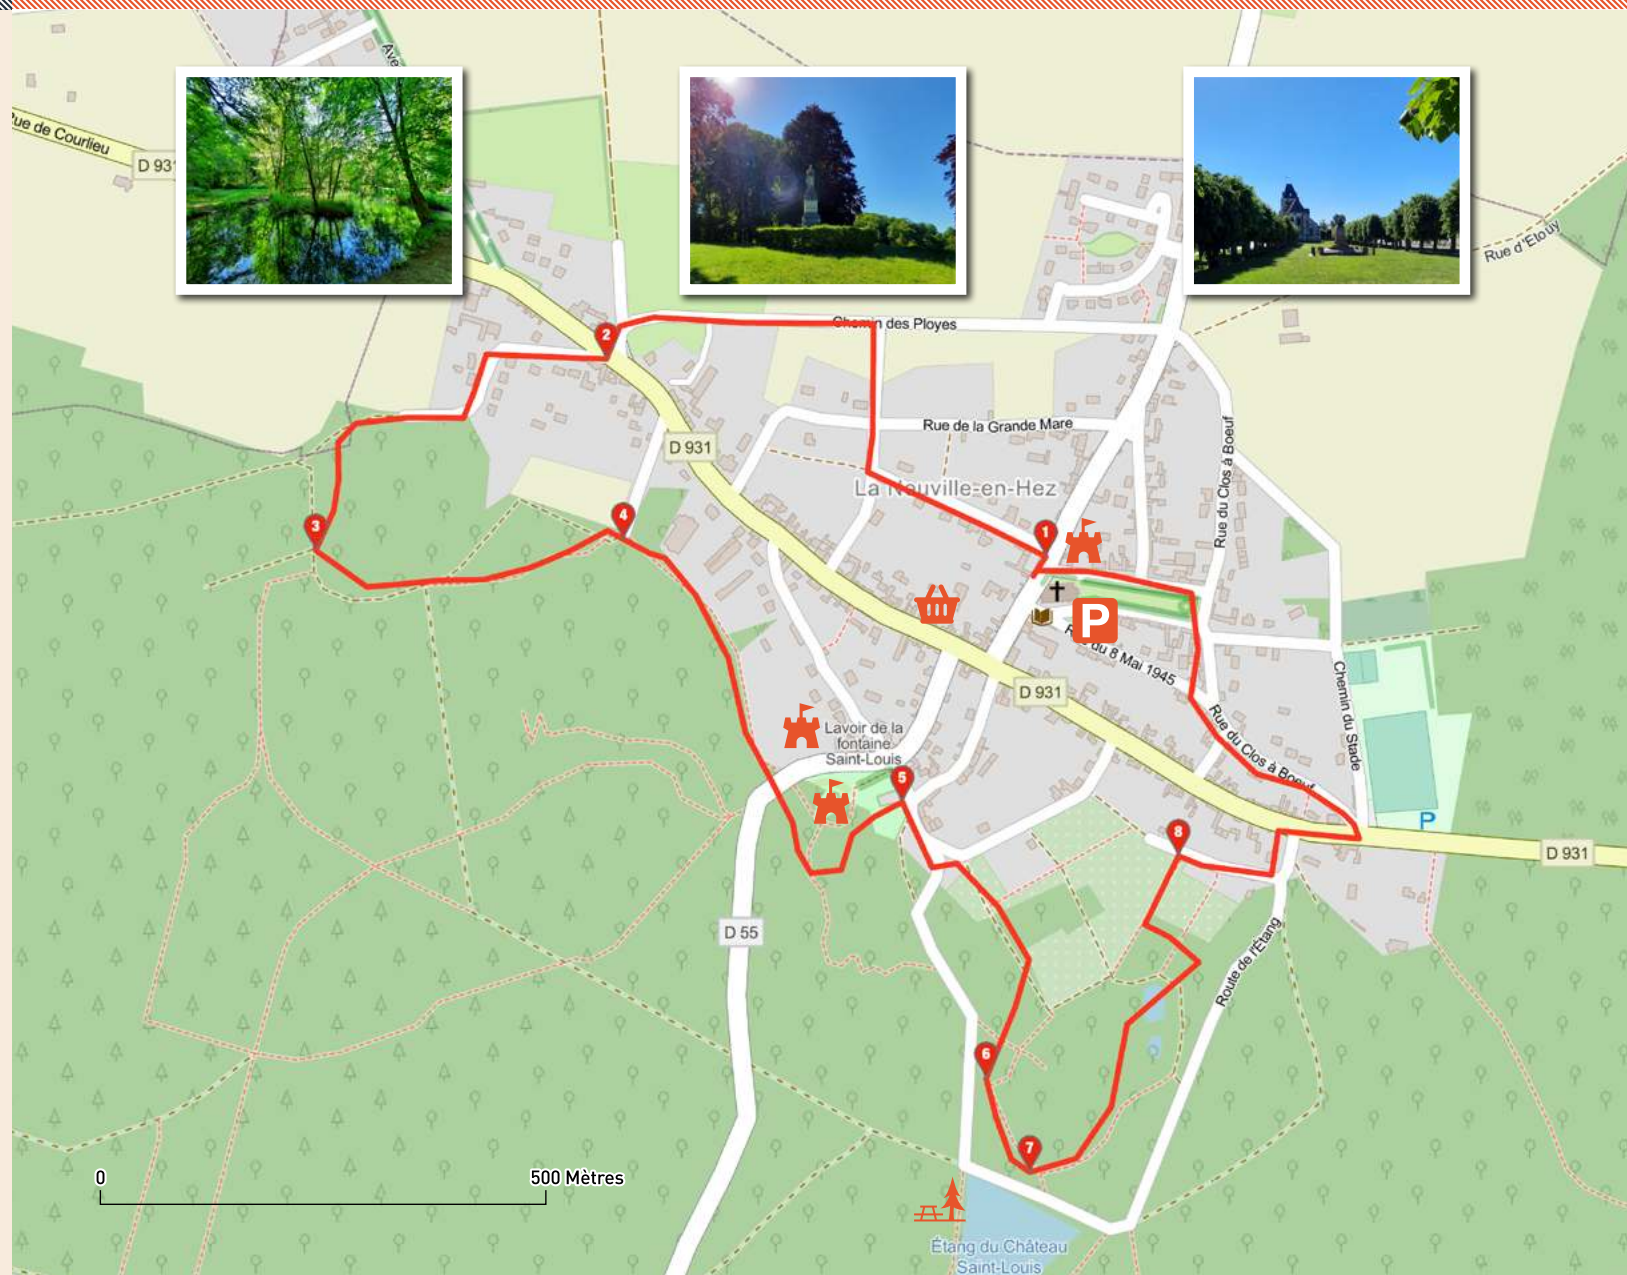 Ave
Rue de Courlieu
D 931
Rue d'Etouy
2
Chemin des Ployes
Rue de la Grande Mare
D 931
Rue du Clos à Boeuf
La Neuville-en-Hez
3
4
1
P
Rue du 8 Mai 1945
D 931
Chemin du Stade
Rue du Clos à Boeuf
Lavoir de la
fontaine
Saint-Louis
5
8
P
D 931
D 55
Route de l'Étang
6
7
0
500 Mètres
Étang du Château
Saint-Louis